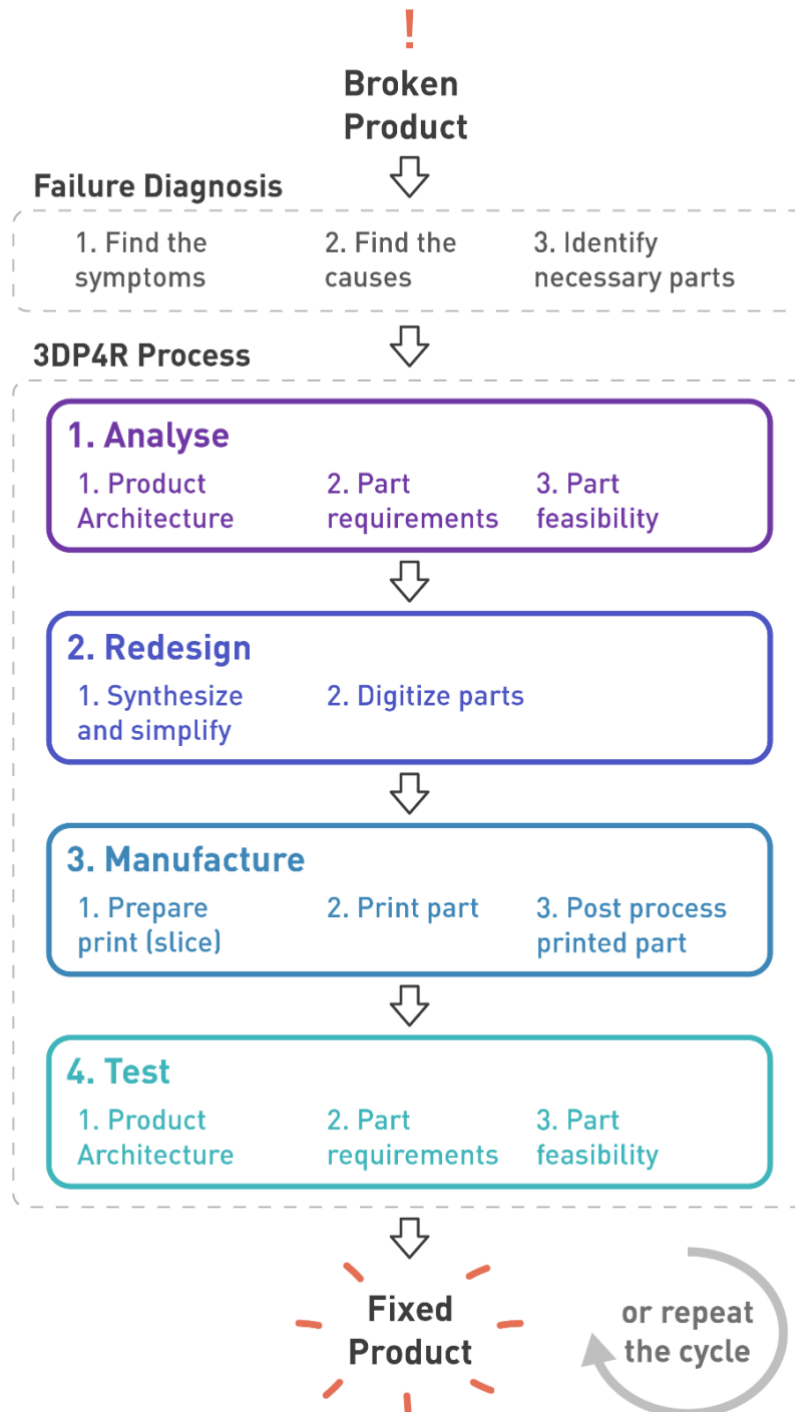 !
Broken
Product
Failure Diagnosis
1. Find the
symptoms
2. Find the
causes
3. Identify
necessary parts
3DP4R Process
1. Analyse
1. Product
Architecture
2. Part
requirements
3. Part
feasibility
2. Redesign
1. Synthesize
and simplify
2. Digitize parts
3. Manufacture
1. Prepare
print (slice)
2. Print part
3. Post process
printed part
4. Test
1. Product
Architecture
2. Part
requirements
3. Part
feasibility
Fixed
Product
or repeat
the cycle